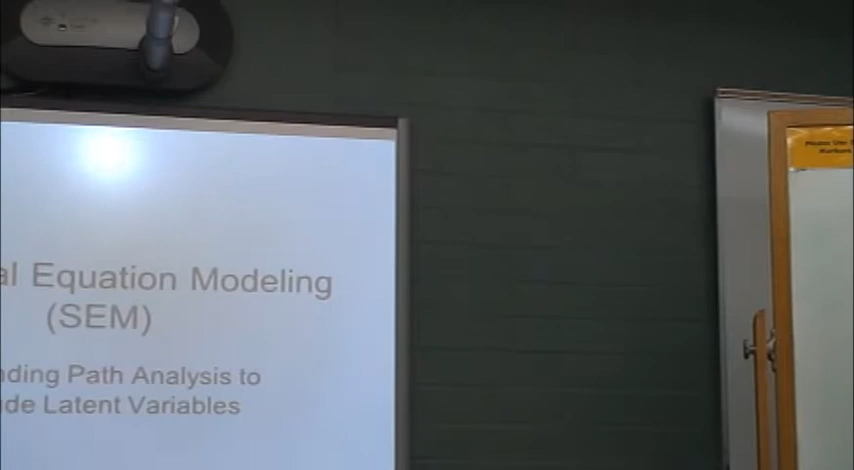 al Equation Modeling
(SEM)
nding Path Analysis to
de Latent Variables